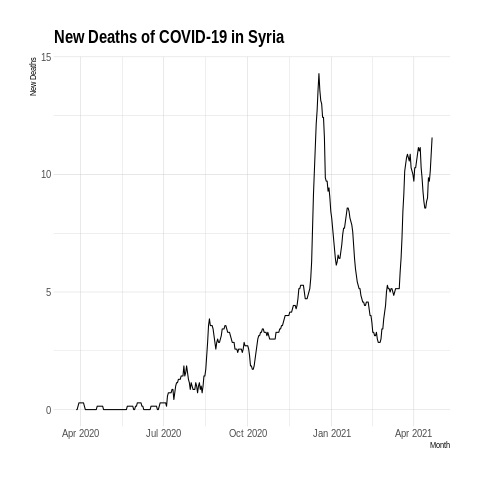 New Deaths of COVID-19 in Syria
New Deaths
15
10
5
0
Apr 2020
Jul 2020
Oct 2020
Jan 2021
Apr 2021
Month